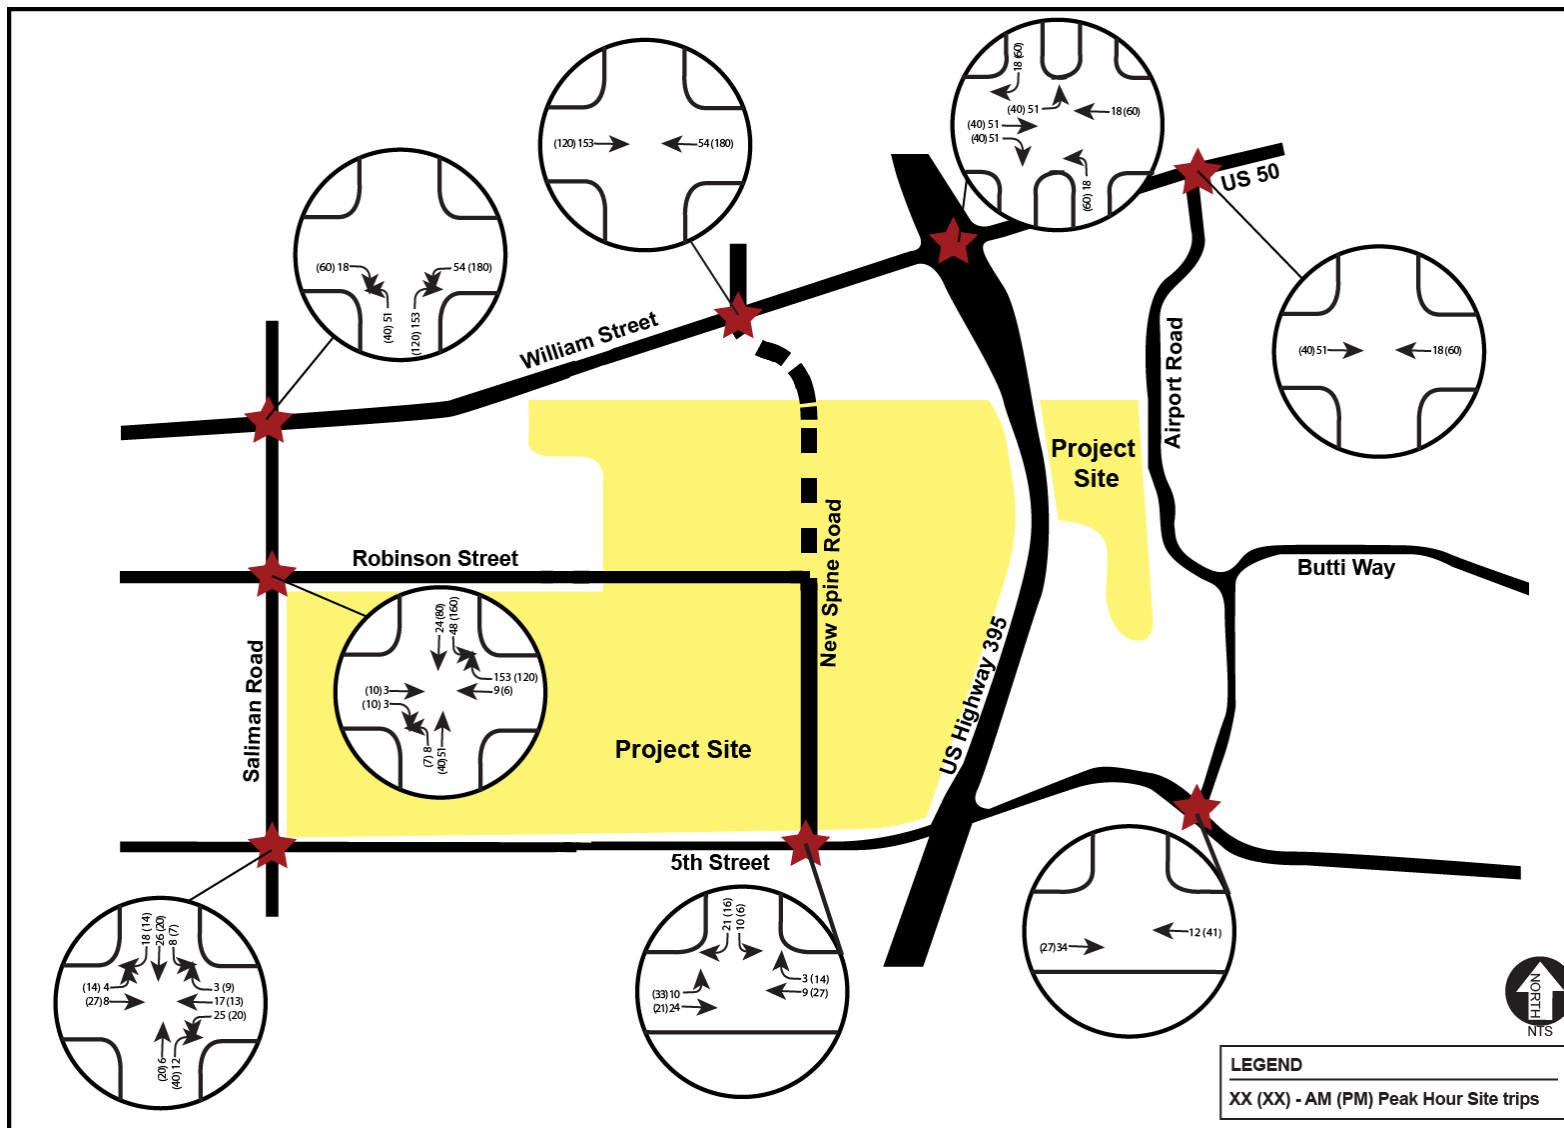 18 (60)
(40) 51
18 (60)
(40) 51
(40) 51
(60) 18
(120) 153
54 (180)
US 50
(60) 18
54 (180)
(40) 51
(120) 153
William Street
(40) 51
18 (60)
Airport Road
Project
Site
Robinson Street
New Spine Road
Butti Way
24 (80)
48 (160)
153 (120)
(10) 3
9 (6)
(10) 3
(7) 8
(40) 51
Saliman Road
US Highway 395
Project Site
5th Street
18 (14)
26 (20)
8 (7)
(14) 4
3 (9)
(27) 8
17 (13)
25 (20)
(20) 6
(40) 12
21 (16)
10 (6)
3 (14)
(33) 10
9 (27)
(21) 24
12 (41)
(27) 34
NORTH
NTS
LEGEND
XX (XX) - AM (PM) Peak Hour Site trips